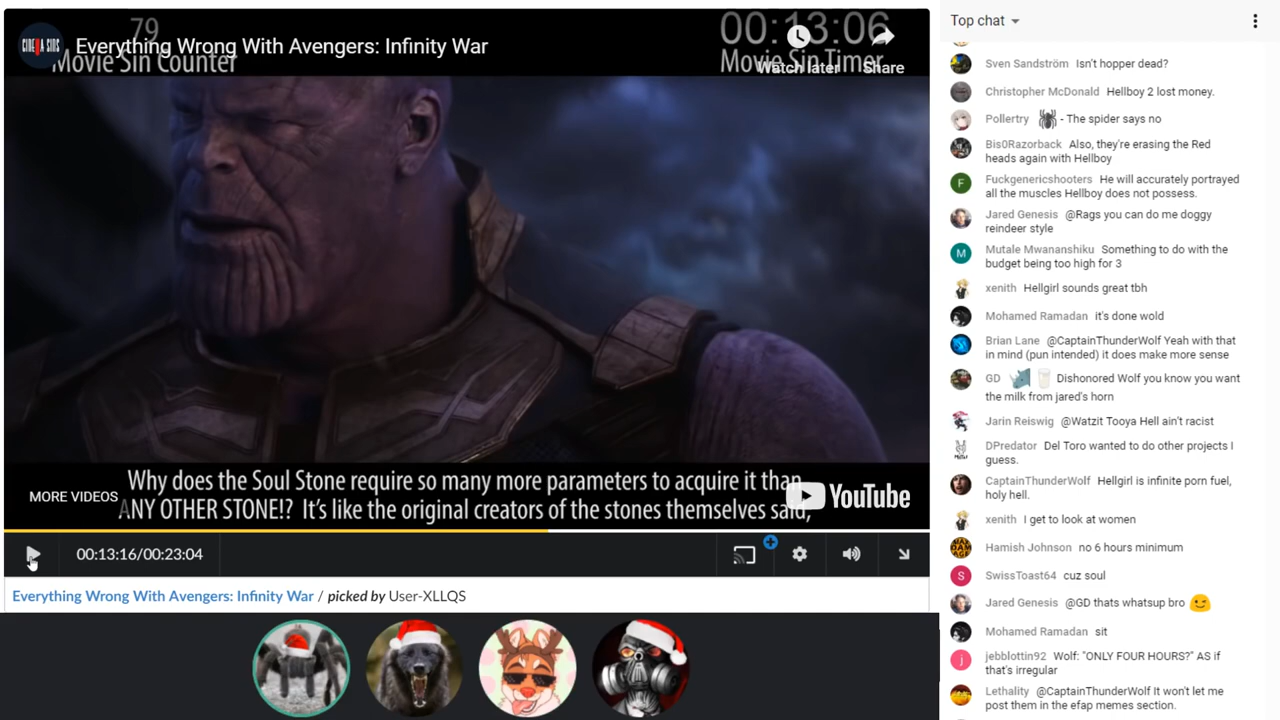 79
Movie Sin Counter
00:13:06
Movie Sin Timer
CINEMA SINS
Everything Wrong With Avengers: Infinity War
Watch later
Share
Why does the Soul Stone require so many more parameters to acquire it than
ANY OTHER STONE!? It's like the original creators of the stones themselves said,
MORE VIDEOS
YouTube
00:13:16/00:23:04
Everything Wrong With Avengers: Infinity War / picked by User-XLLQS
Top chat
Sven Sandström Isn't hopper dead?
Christopher McDonald Hellboy 2 lost money.
Pollertry - The spider says no
Bis0Razorback Also, they're erasing the Red
heads again with Hellboy
F
Fuckgenericshooters He will accurately portrayed
all the muscles Hellboy does not possess.
Jared Genesis @Rags you can do me doggy
reindeer style
M
Mutale Mwananshiku Something to do with the
budget being too high for 3
xenith Hellgirl sounds great tbh
Mohamed Ramadan it's done wold
Brian Lane @CaptainThunderWolf Yeah with that
in mind (pun intended) it does make more sense
GD Dishonored Wolf you know you want
the milk from jared's horn
Jarin Reiswig @Watzit Tooya Hell ain't racist
DPredator Del Toro wanted to do other projects I
guess.
CaptainThunderWolf Hellgirl is infinite porn fuel,
holy hell.
xenith I get to look at women
Hamish Johnson no 6 hours minimum
S
SwissToast64 cuz soul
Jared Genesis @GD thats whatsup bro
Mohamed Ramadan sit
j
jebblottin92 Wolf: "ONLY FOUR HOURS?" AS if
that's irregular
Lethality @CaptainThunderWolf It won't let me
post them in the efap memes section.